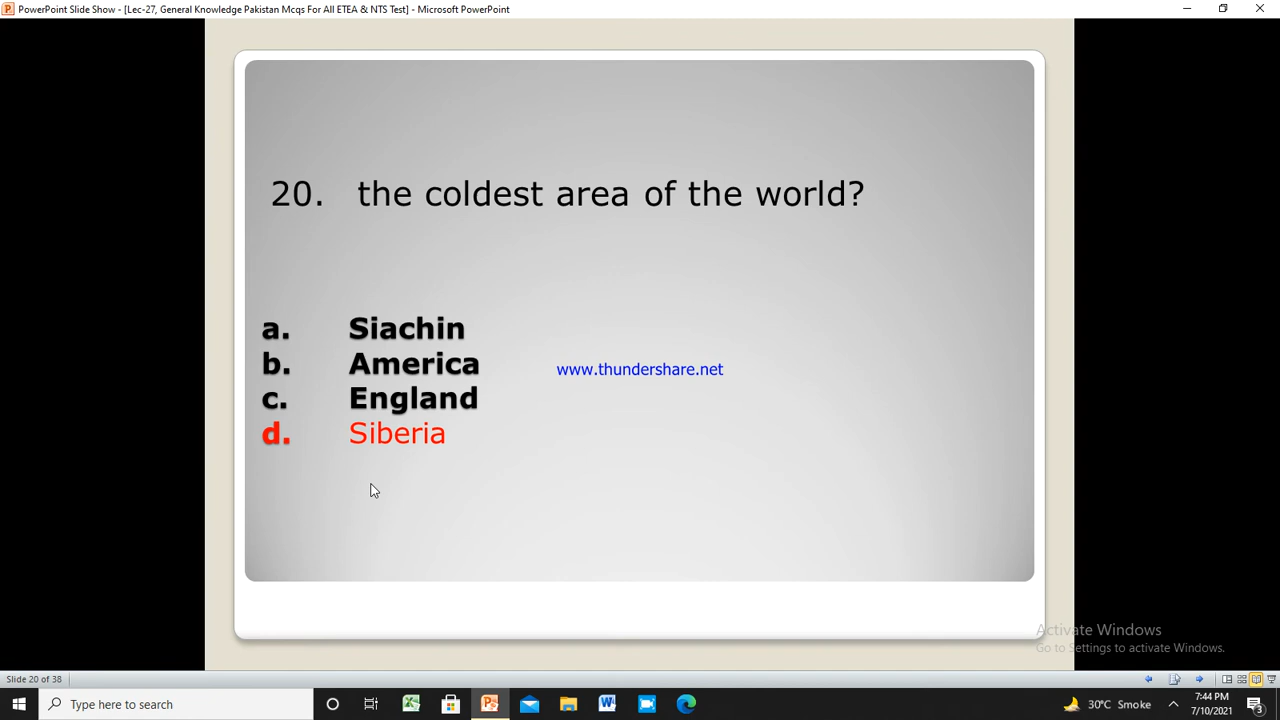 PowerPoint Slide Show - [Lec-27, General Knowledge Pakistan Mcqs For All ETEA & NTS Test] - Microsoft PowerPoint
20. the coldest area of the world?
a. Siachin
b. America
c. England
d. Siberia
www.thundershare.net
Activate Windows
Go to Settings to activate Windows.
Slide 20 of 38
Type here to search
30°C Smoke
7:44 PM
7/10/2021
3